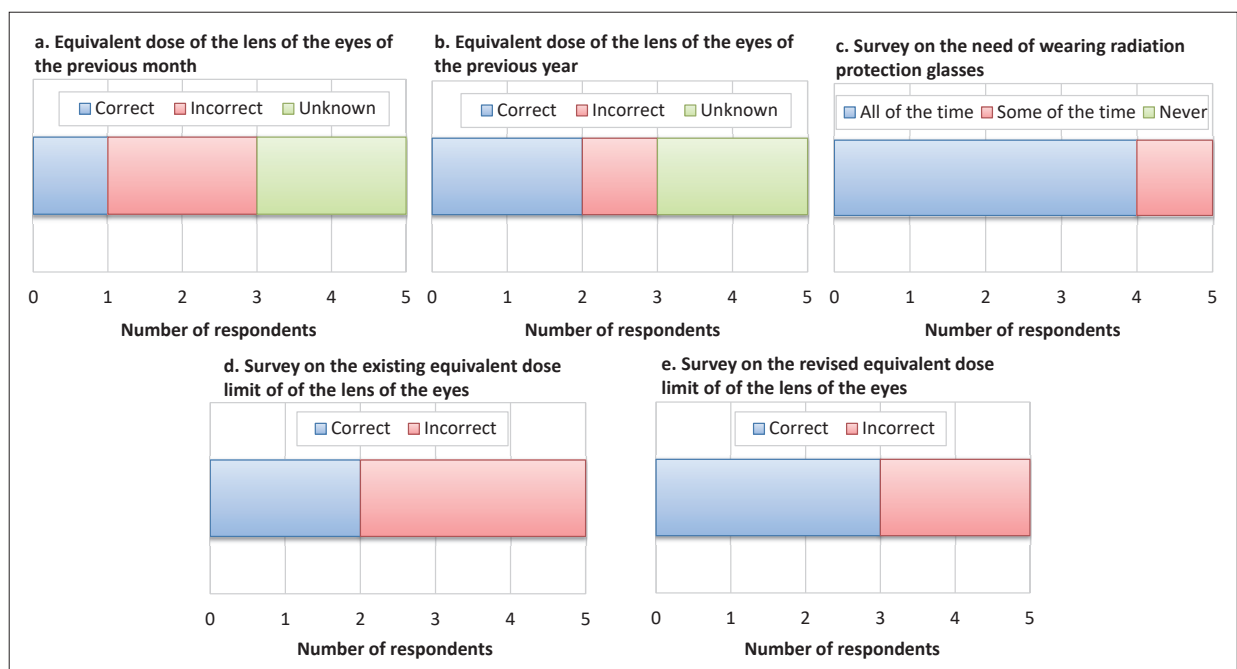 a. Equivalent dose of the lens of the eyes of
the previous month
Correct Incorrect Unknown
0 1 2 3 4 5
Number of respondents
b. Equivalent dose of the lens of the eyes of
the previous year
Correct Incorrect Unknown
0 1 2 3 4 5
Number of respondents
c. Survey on the need of wearing radiation
protection glasses
All of the time Some of the time Never
0 1 2 3 4 5
Number of respondents
d. Survey on the existing equivalent dose
limit of of the lens of the eyes
Correct Incorrect
0 1 2 3 4 5
Number of respondents
e. Survey on the revised equivalent dose
limit of of the lens of the eyes
Correct Incorrect
0 1 2 3 4 5
Number of respondents